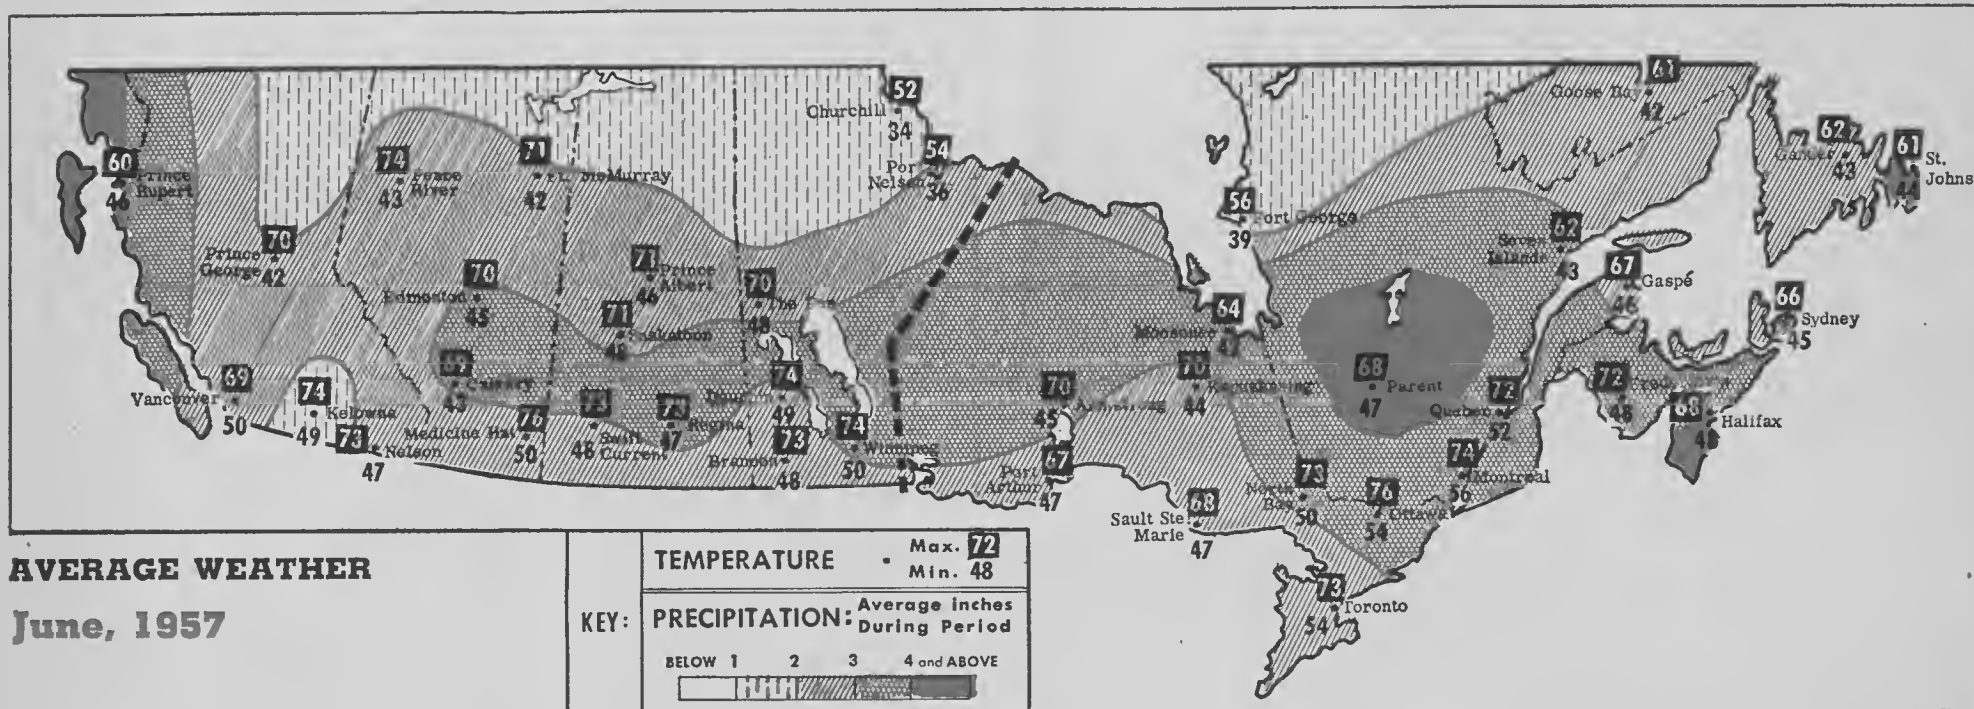 52
Churchill
34
61
Goose Ba
42
60
Prince
Rupert
46
74
Peace
River
43
71
McMurray
42
54
Por
Nelson
36
62
Gander
43
61
St.
Johns
44
56
Fort George
39
62
Seven
Islands
43
70
Prince
George
42
70
Edmonton
45
71
Prince
Albert
46
70
The
48
67
Gaspé
46
66
Sydney
45
71
Saskatoon
48
64
Moosonee
42
69
Vancouver
50
74
Kelowna
49
73
Nelson
47
Calgary
43
76
Medicine Hat
50
Swift
Current
48
Regina
47
74
49
73
Brandon
48
74
Winnipeg
50
70
Armstrong
45
70
Kapuskasing
44
68
Parent
47
72
Quebec
52
72
48
68
Halifax
67
Port
Arthur
47
68
Sault Ste
Marie
47
73
North
Bay
50
76
Ottawa
54
74
Montreal
56
73
Toronto
54
AVERAGE WEATHER
June, 1957
KEY:
TEMPERATURE • Max. 72
Min. 48
PRECIPITATION: Average inches
During Period
BELOW 1 2 3 4 and ABOVE